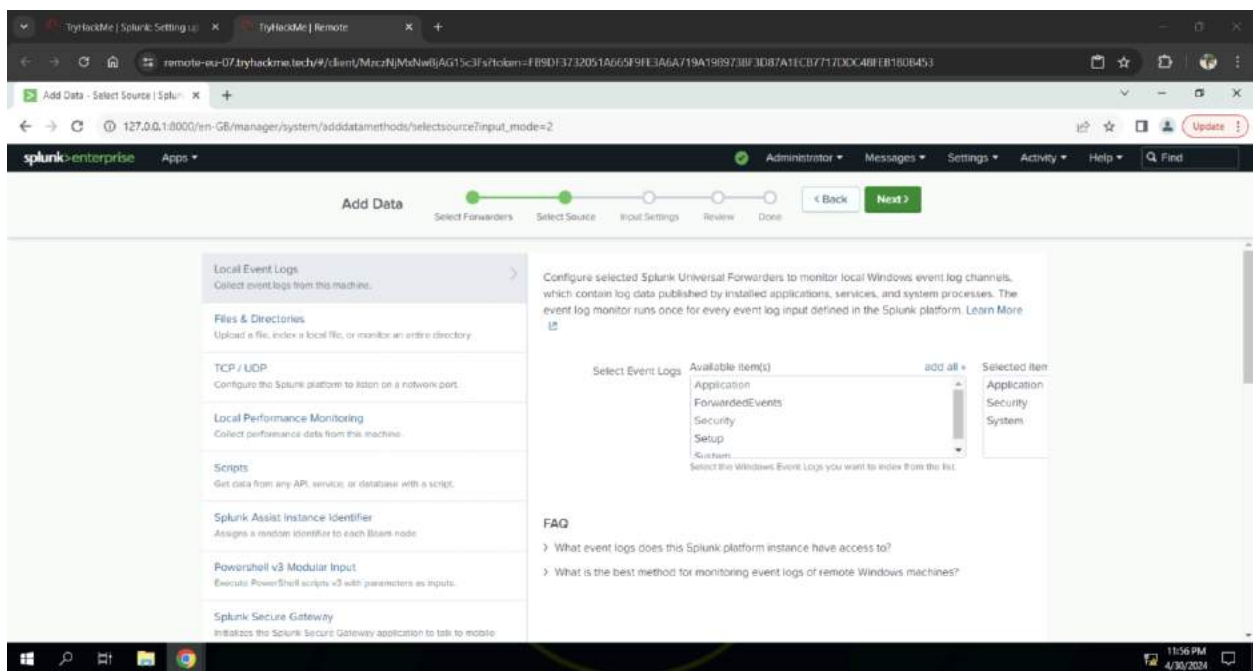 TryHackMe | Splunk: Setting up
TryHackMe | Remote
127.0.0.1:8000/en-GB/manager/system/adddatamethods/selectsource?input_mode=2
Add Data - Select Source | Splun
Update
splunk>enterprise Apps Administrator Messages Settings Activity Help Find
Add Data
Select Forwarders Select Source Input Settings Review Done
< Back Next >
Local Event Logs
Collect event logs from this machine.
Files & Directories
Upload a file, index a local file, or monitor an entire directory.
TCP / UDP
Configure the Splunk platform to listen on a network port.
Local Performance Monitoring
Collect performance data from this machine.
Scripts
Get data from any API, service, or database with a script.
Splunk Assist Instance Identifier
Assigns a random identifier to each Beam node
Powershell v3 Modular Input
Execute PowerShell scripts v3 with parameters as inputs.
Splunk Secure Gateway
Initializes the Splunk Secure Gateway application to talk to mobile
Configure selected Splunk Universal Forwarders to monitor local Windows event log channels,
which contain log data published by installed applications, services, and system processes. The
event log monitor runs once for every event log input defined in the Splunk platform. Learn More
Select Event Logs
Available item(s) add all »
Application
ForwardedEvents
Security
Setup
System
Selected item
Application
Security
System
Select the Windows Event Logs you want to index from the list.
FAQ
> What event logs does this Splunk platform instance have access to?
> What is the best method for monitoring event logs of remote Windows machines?
11:56 PM
4/30/2024